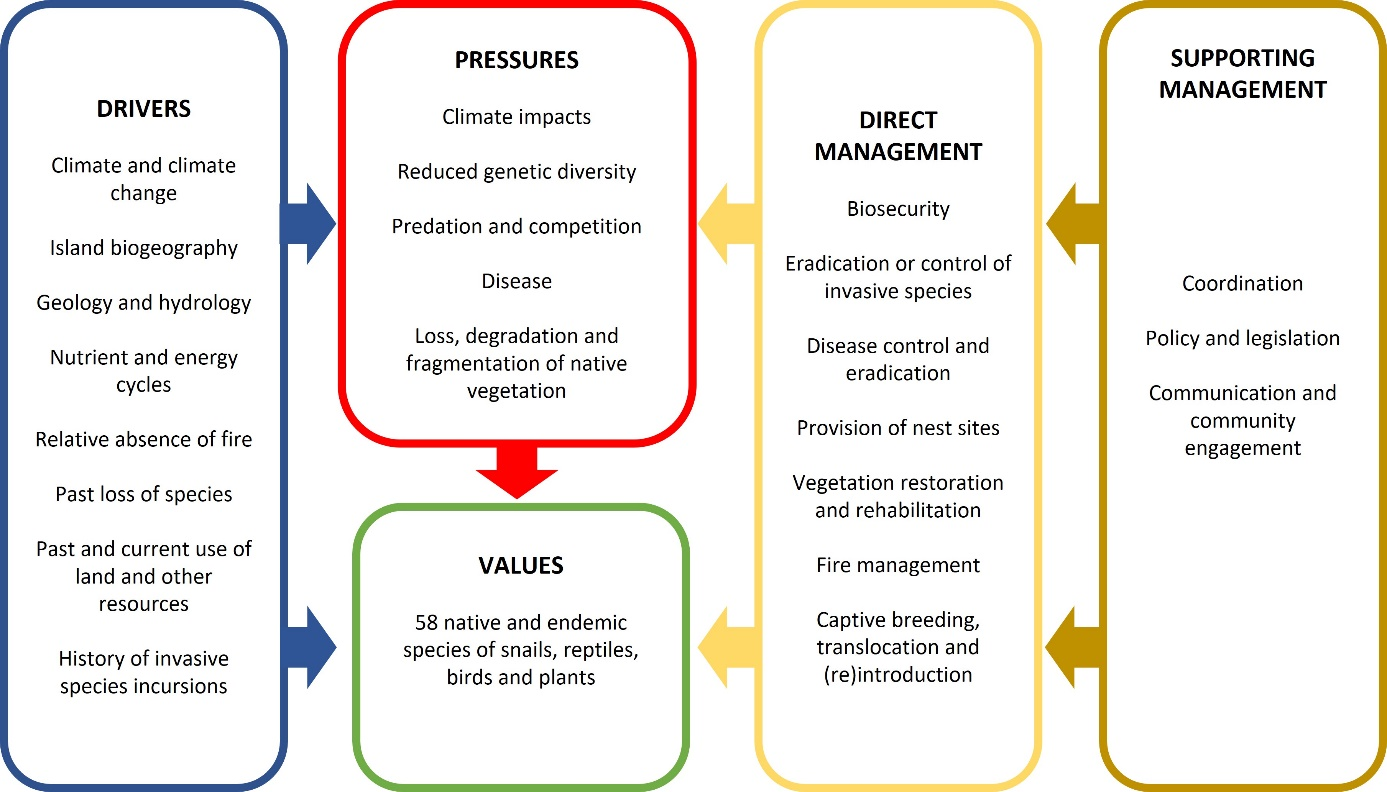 DRIVERS
Climate and climate
change
Island biogeography
Geology and hydrology
Nutrient and energy
cycles
Relative absence of fire
Past loss of species
Past and current use of
land and other
resources
History of invasive
species incursions
PRESSURES
Climate impacts
Reduced genetic diversity
Predation and competition
Disease
Loss, degradation and
fragmentation of native
vegetation
VALUES
58 native and endemic
species of snails, reptiles,
birds and plants
DIRECT
MANAGEMENT
Biosecurity
Eradication or control of
invasive species
Disease control and
eradication
Provision of nest sites
Vegetation restoration
and rehabilitation
Fire management
Captive breeding,
translocation and
(re)introduction
SUPPORTING
MANAGEMENT
Coordination
Policy and legislation
Communication and
community
engagement